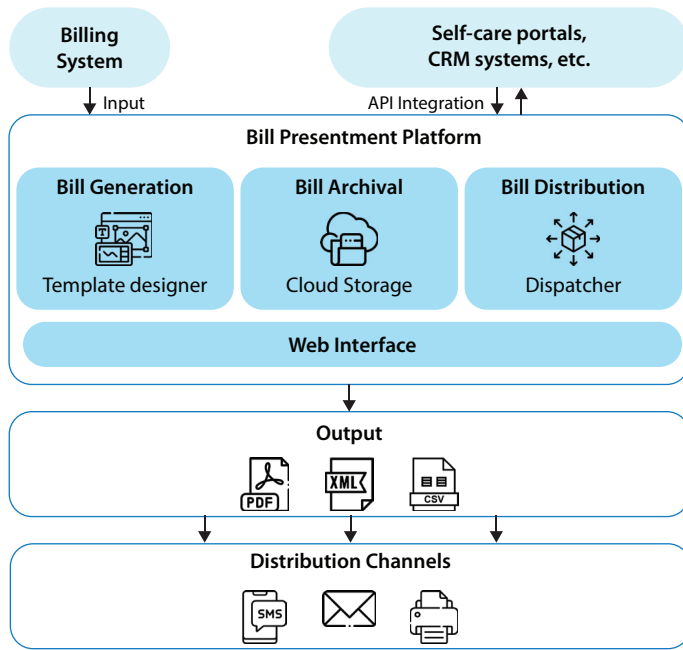 Billing
System
Self-care portals,
CRM systems, etc.
Input
API Integration
Bill Presentment Platform
Bill Generation
T
Template designer
Bill Archival
Cloud Storage
Bill Distribution
Dispatcher
Web Interface
Output
PDF
XML
CSV
Distribution Channels
SMS